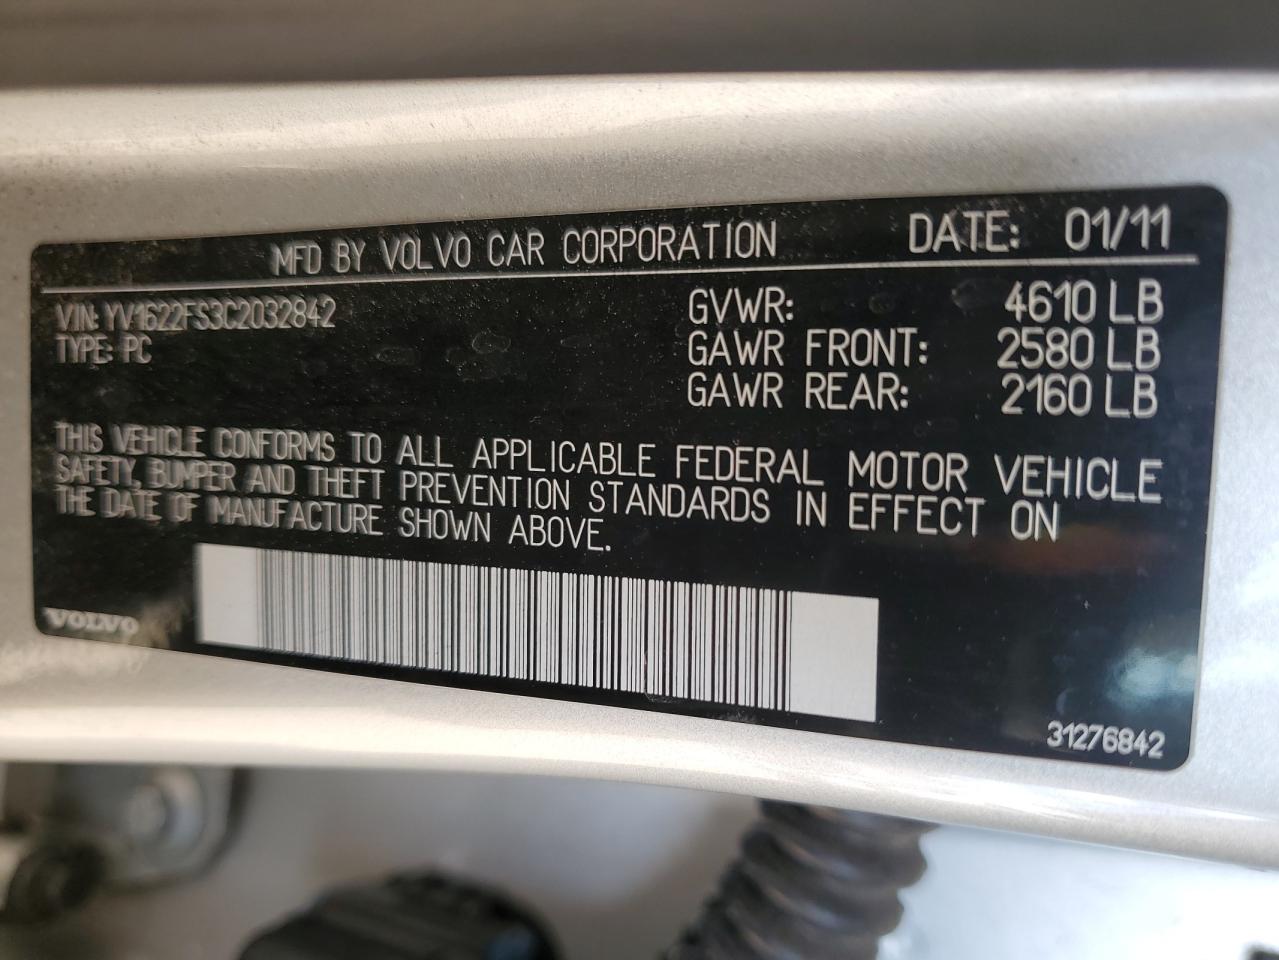 MFD BY VOLVO CAR CORPORATION DATE: 01/11
VIN: YV1622FS3C2032842
TYPE: PC
GVWR: 4610 LB
GAWR FRONT: 2580 LB
GAWR REAR: 2160 LB
THIS VEHICLE CONFORMS TO ALL APPLICABLE FEDERAL MOTOR VEHICLE
SAFETY, BUMPER AND THEFT PREVENTION STANDARDS IN EFFECT ON
THE DATE OF MANUFACTURE SHOWN ABOVE.
VOLVO
31276842